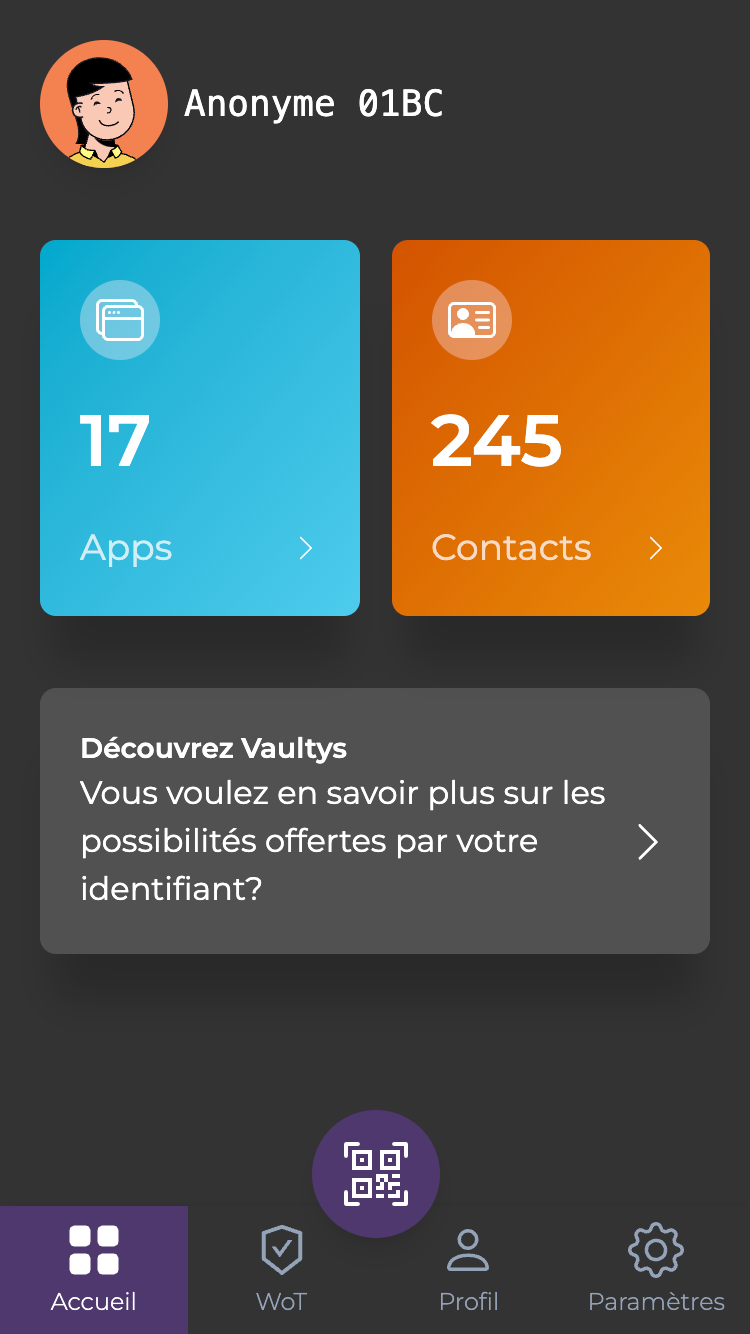 Anonyme 01BC
17
245
Apps
Contacts
Découvrez Vaultys
Vous voulez en savoir plus sur les
possibilités offertes par votre
identifiant?
Accueil
WoT
Profil
Paramètres